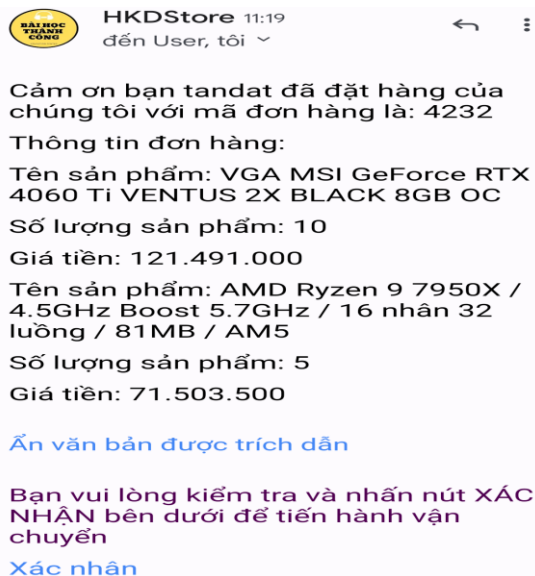 BÀI HỌC
THÀNH
CÔNG
HKDStore 11:19
đến User, tôi
Cảm ơn bạn tandat đã đặt hàng của
chúng tôi với mã đơn hàng là: 4232
Thông tin đơn hàng:
Tên sản phẩm: VGA MSI GeForce RTX
4060 Ti VENTUS 2X BLACK 8GB OC
Số lượng sản phẩm: 10
Giá tiền: 121.491.000
Tên sản phẩm: AMD Ryzen 9 7950X /
4.5GHz Boost 5.7GHz / 16 nhân 32
luồng / 81MB / AM5
Số lượng sản phẩm: 5
Giá tiền: 71.503.500
Ẩn văn bản được trích dẫn
Bạn vui lòng kiểm tra và nhấn nút XÁC
NHẬN bên dưới để tiến hành vận
chuyển
Xác nhân